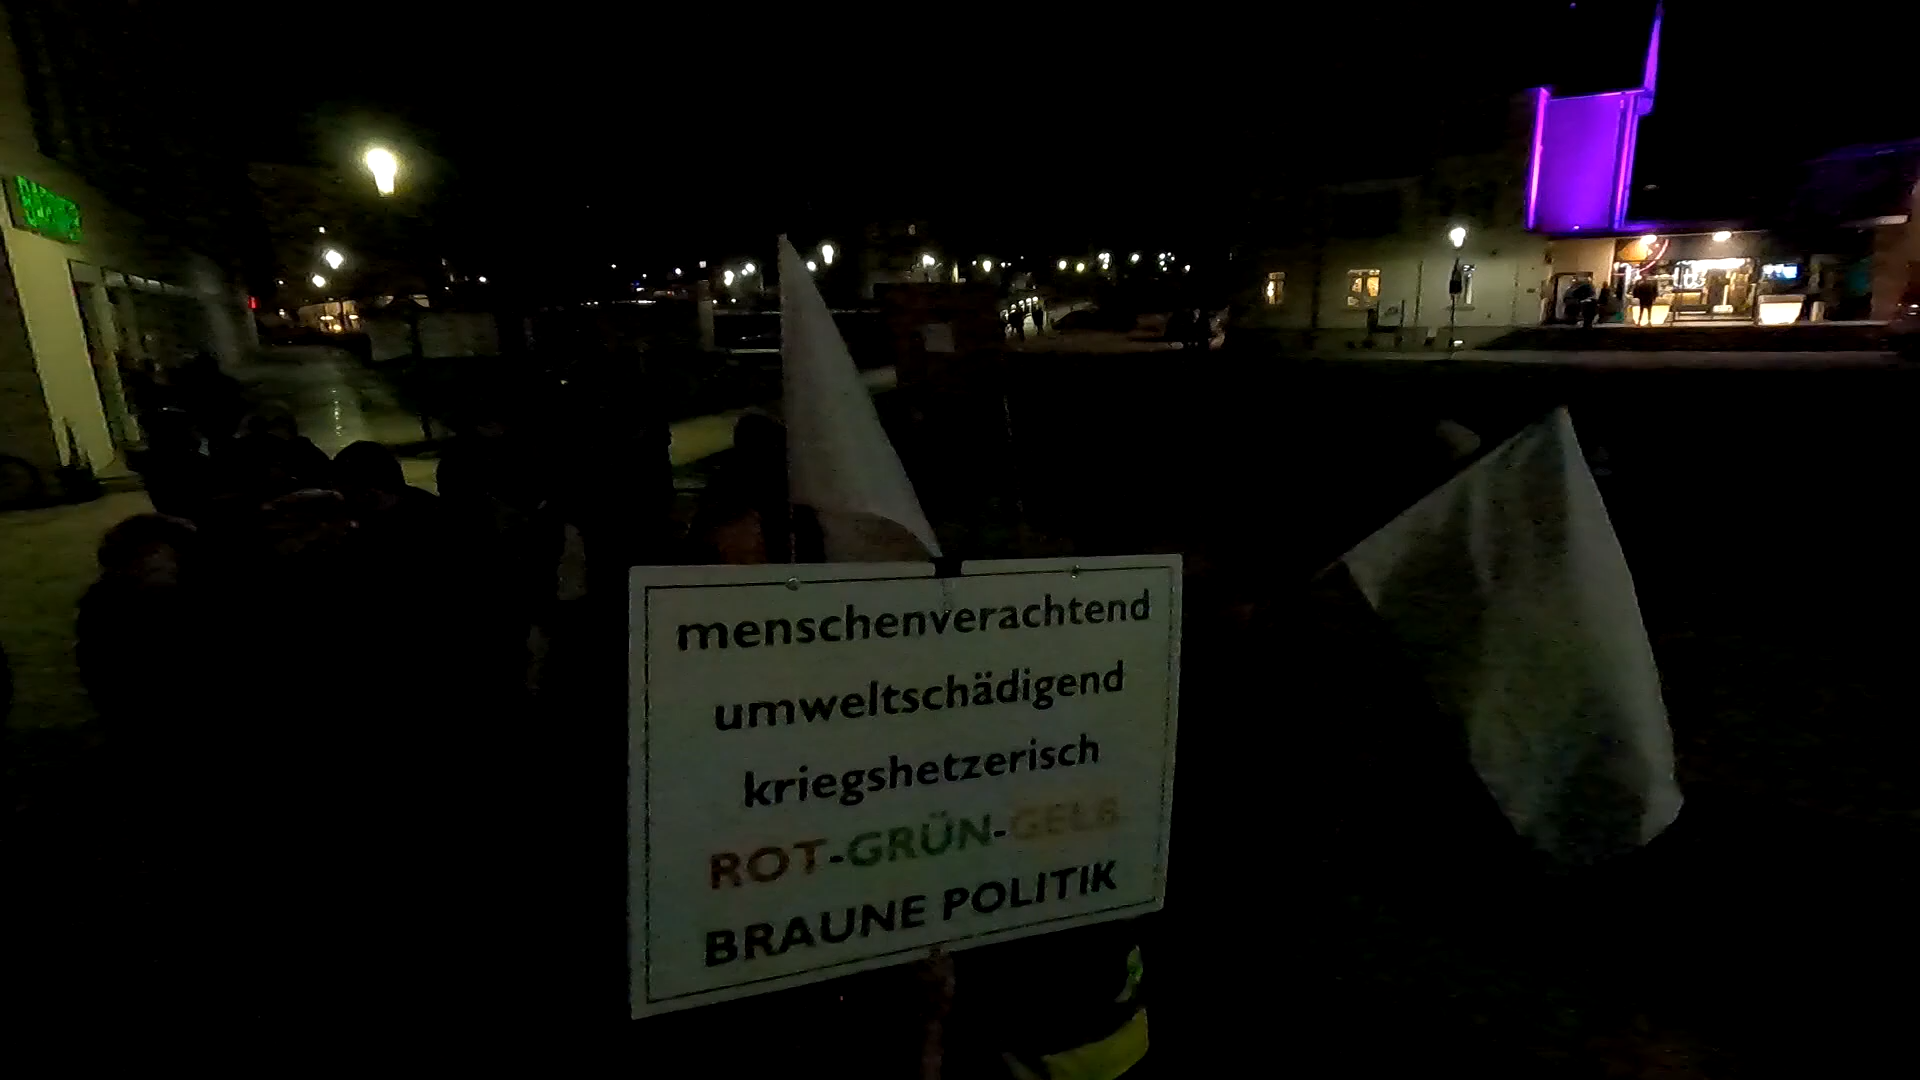 menschenverachtend
umweltschädigend
kriegshetzerisch
ROT-GRÜN-GELB
BRAUNE POLITIK